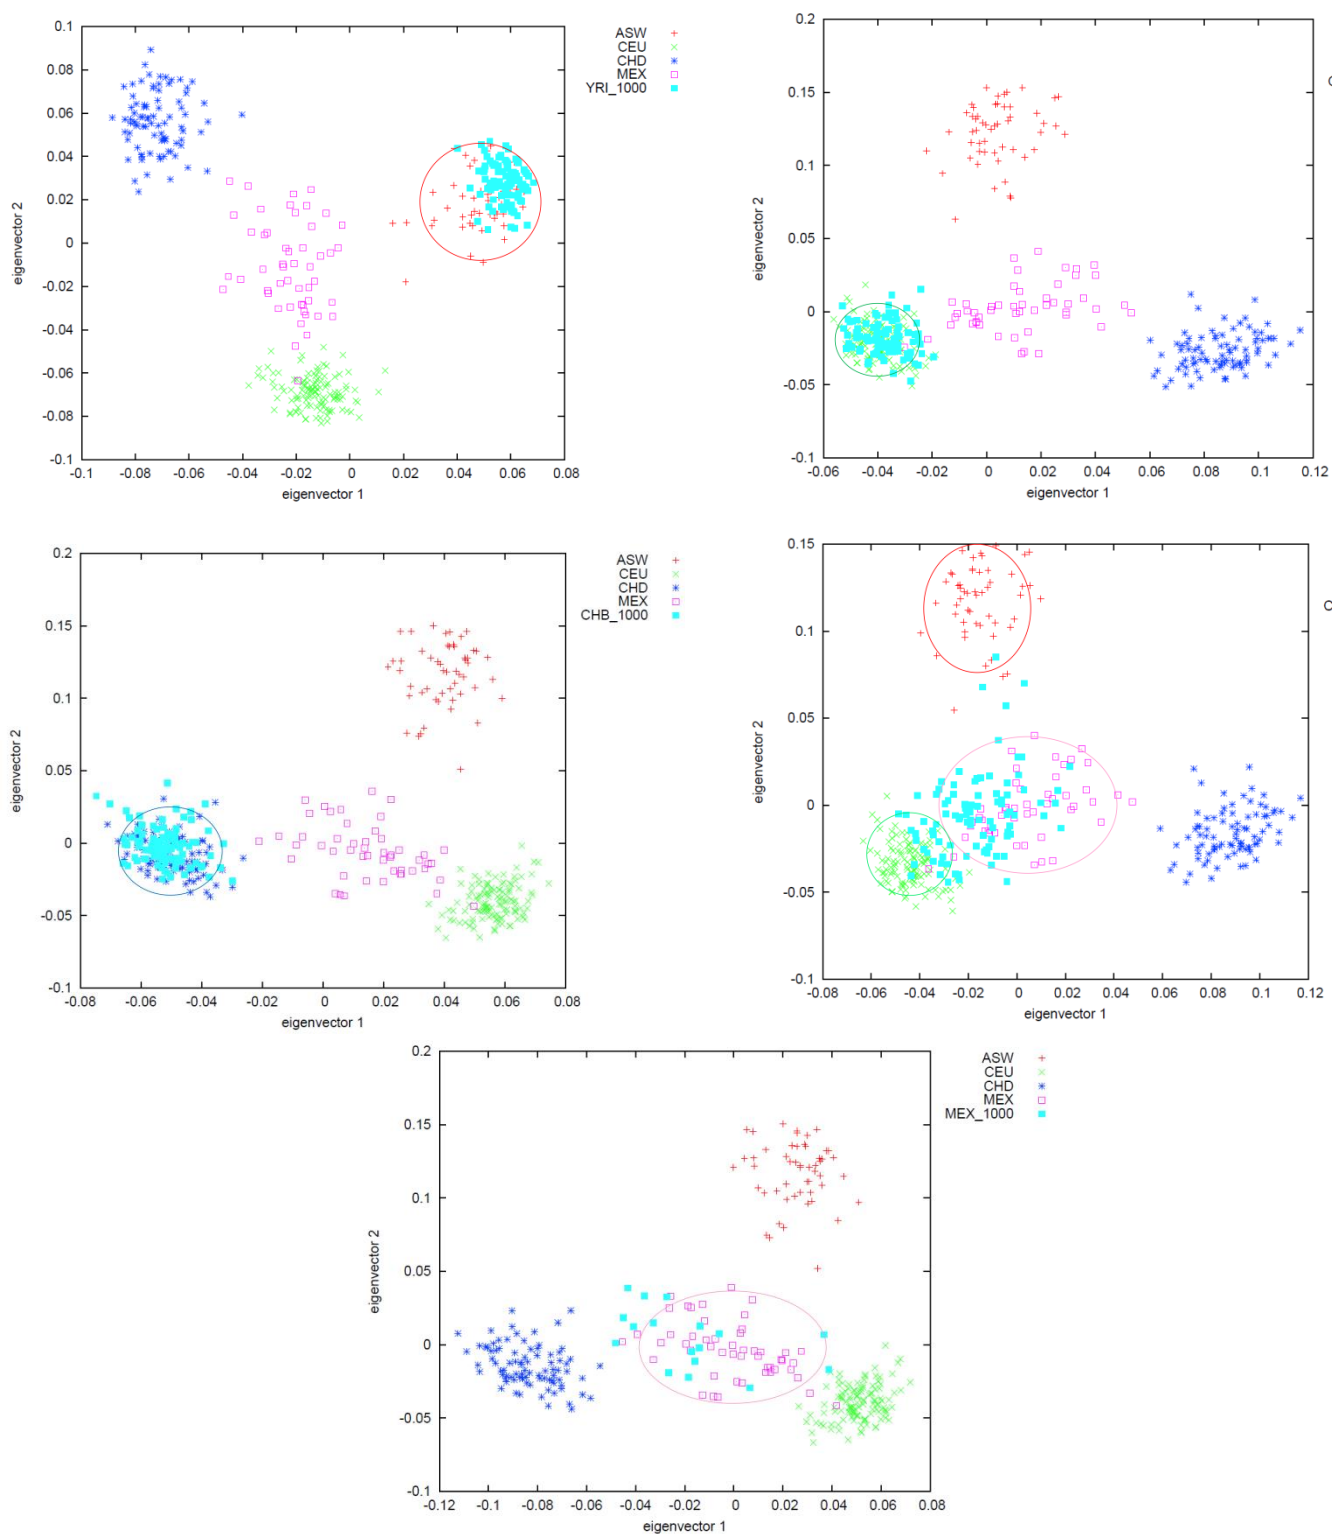 0.1
0.08
0.06
0.04
0.02
0
-0.02
-0.04
-0.06
-0.08
-0.1
-0.1 -0.08 -0.06 -0.04 -0.02 0 0.02 0.04 0.06 0.08
eigenvector 1
eigenvector 2
ASW
CEU
CHD
MEX
YRI_1000
0.2
0.15
0.1
0.05
0
-0.05
-0.1
-0.06 -0.04 -0.02 0 0.02 0.04 0.06 0.08 0.1 0.12
eigenvector 1
eigenvector 2
C
0.2
0.15
0.1
0.05
0
-0.05
-0.1
-0.08 -0.06 -0.04 -0.02 0 0.02 0.04 0.06 0.08
eigenvector 1
eigenvector 2
ASW
CEU
CHD
MEX
CHB_1000
0.15
0.1
0.05
0
-0.05
-0.1
-0.08 -0.06 -0.04 -0.02 0 0.02 0.04 0.06 0.08 0.1 0.12
eigenvector 1
eigenvector 2
C
0.2
0.15
0.1
0.05
0
-0.05
-0.1
-0.12 -0.1 -0.08 -0.06 -0.04 -0.02 0 0.02 0.04 0.06 0.08
eigenvector 1
eigenvector 2
ASW
CEU
CHD
MEX
MEX_1000